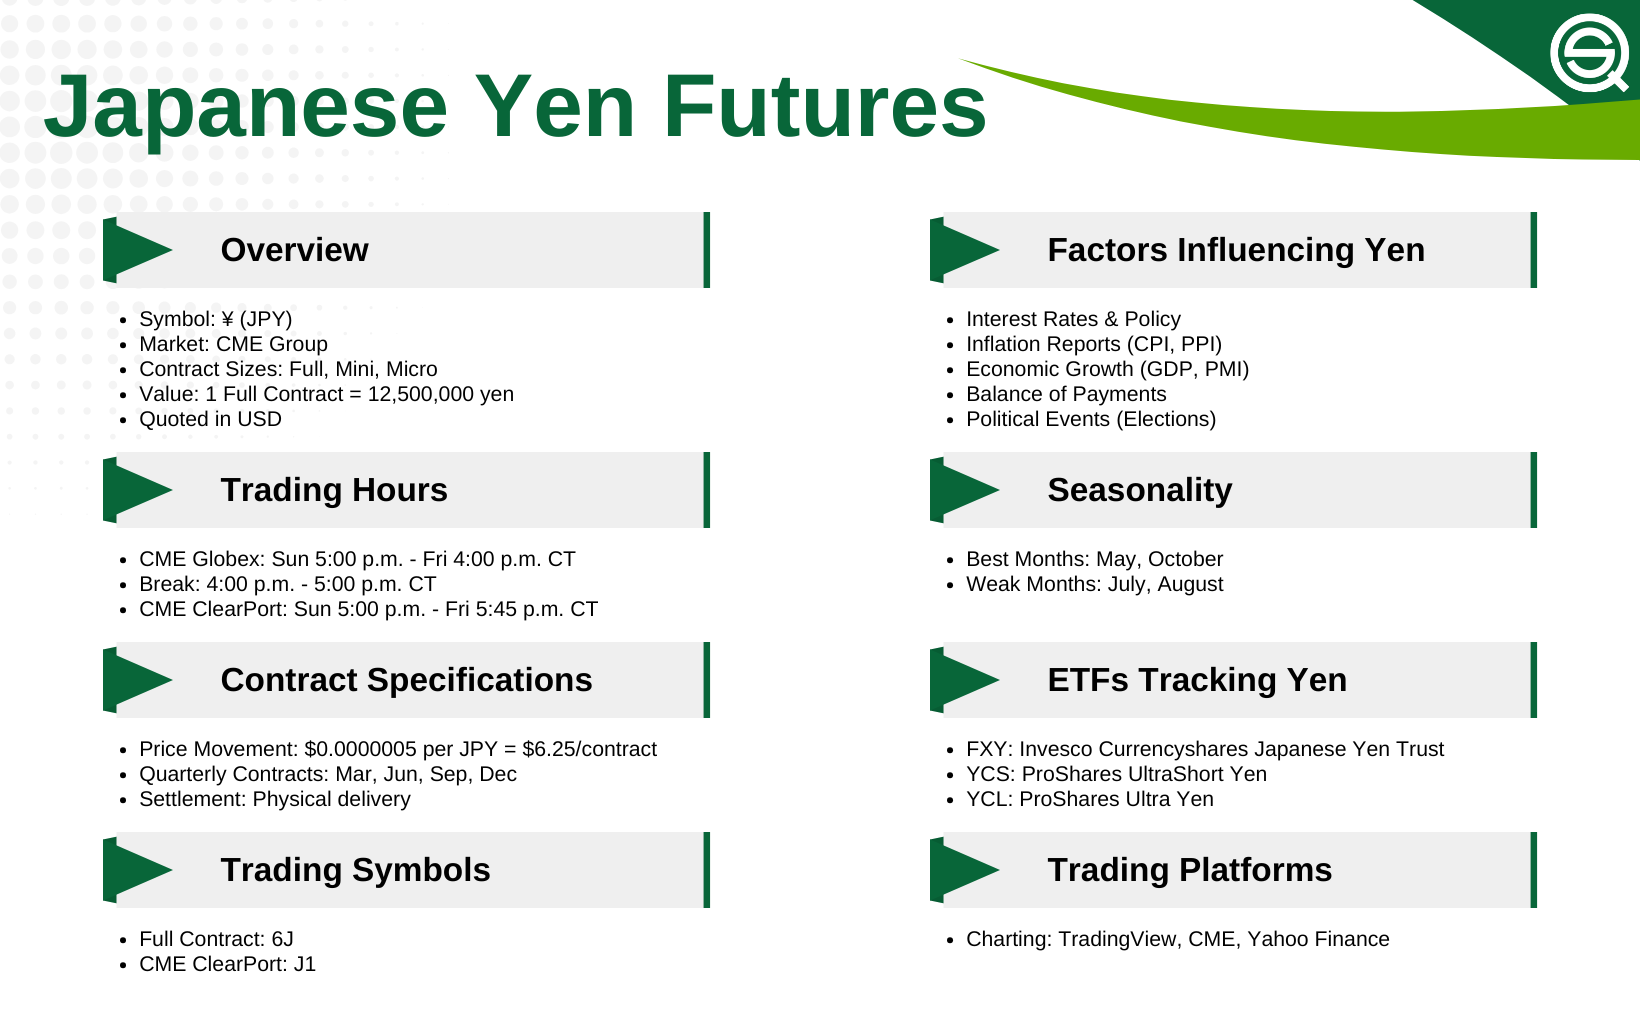 Japanese Yen Futures
Overview
• Symbol: ¥ (JPY)
• Market: CME Group
• Contract Sizes: Full, Mini, Micro
• Value: 1 Full Contract = 12,500,000 yen
• Quoted in USD
Trading Hours
• CME Globex: Sun 5:00 p.m. - Fri 4:00 p.m. CT
• Break: 4:00 p.m. - 5:00 p.m. CT
• CME ClearPort: Sun 5:00 p.m. - Fri 5:45 p.m. CT
Contract Specifications
• Price Movement: $0.0000005 per JPY = $6.25/contract
• Quarterly Contracts: Mar, Jun, Sep, Dec
• Settlement: Physical delivery
Trading Symbols
• Full Contract: 6J
• CME ClearPort: J1
Factors Influencing Yen
• Interest Rates & Policy
• Inflation Reports (CPI, PPI)
• Economic Growth (GDP, PMI)
• Balance of Payments
• Political Events (Elections)
Seasonality
• Best Months: May, October
• Weak Months: July, August
ETFs Tracking Yen
• FXY: Invesco Currencyshares Japanese Yen Trust
• YCS: ProShares UltraShort Yen
• YCL: ProShares Ultra Yen
Trading Platforms
• Charting: TradingView, CME, Yahoo Finance